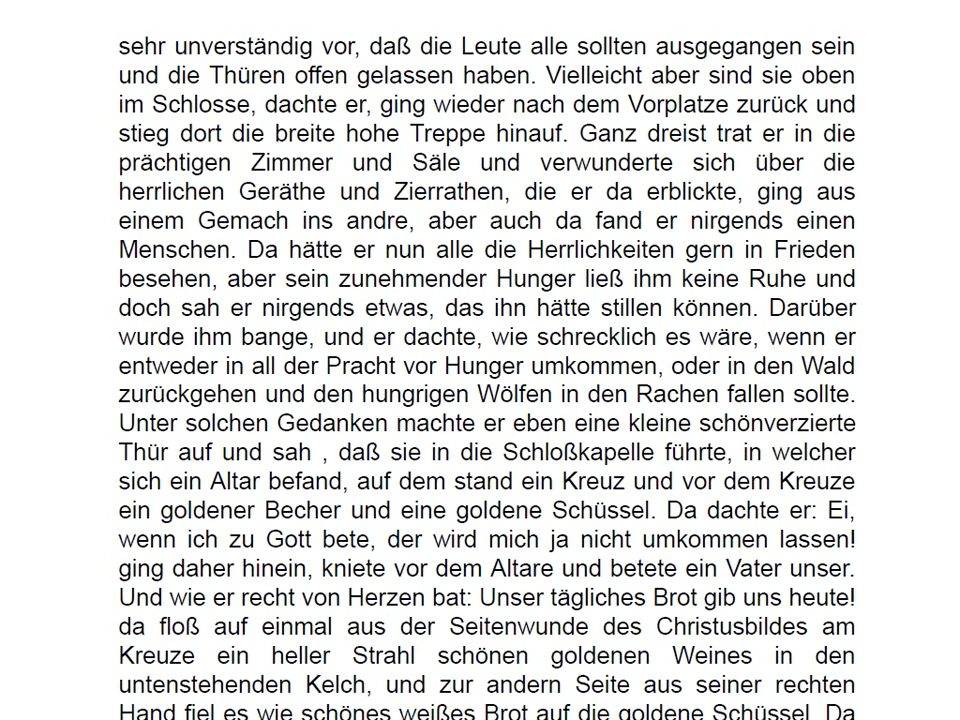 sehr unverständig vor, daß die Leute alle sollten ausgegangen sein
und die Thüren offen gelassen haben. Vielleicht aber sind sie oben
im Schlosse, dachte er, ging wieder nach dem Vorplatze zurück und
stieg dort die breite hohe Treppe hinauf. Ganz dreist trat er in die
prächtigen Zimmer und Säle und verwunderte sich über die
herrlichen Geräthe und Zierrathen, die er da erblickte, ging aus
einem Gemach ins andre, aber auch da fand er nirgends einen
Menschen. Da hätte er nun alle die Herrlichkeiten gern in Frieden
besehen, aber sein zunehmender Hunger ließ ihm keine Ruhe und
doch sah er nirgends etwas, das ihn hätte stillen können. Darüber
wurde ihm bange, und er dachte, wie schrecklich es wäre, wenn er
entweder in all der Pracht vor Hunger umkommen, oder in den Wald
zurückgehen und den hungrigen Wölfen in den Rachen fallen sollte.
Unter solchen Gedanken machte er eben eine kleine schönverzierte
Thür auf und sah , daß sie in die Schloßkapelle führte, in welcher
sich ein Altar befand, auf dem stand ein Kreuz und vor dem Kreuze
ein goldener Becher und eine goldene Schüssel. Da dachte er: Ei,
wenn ich zu Gott bete, der wird mich ja nicht umkommen lassen!
ging daher hinein, kniete vor dem Altare und betete ein Vater unser.
Und wie er recht von Herzen bat: Unser tägliches Brot gib uns heute!
da floß auf einmal aus der Seitenwunde des Christusbildes am
Kreuze ein heller Strahl schönen goldenen Weines in den
untenstehenden Kelch, und zur andern Seite aus seiner rechten
Hand fiel es wie schönes weißes Brot auf die goldene Schüssel. Da